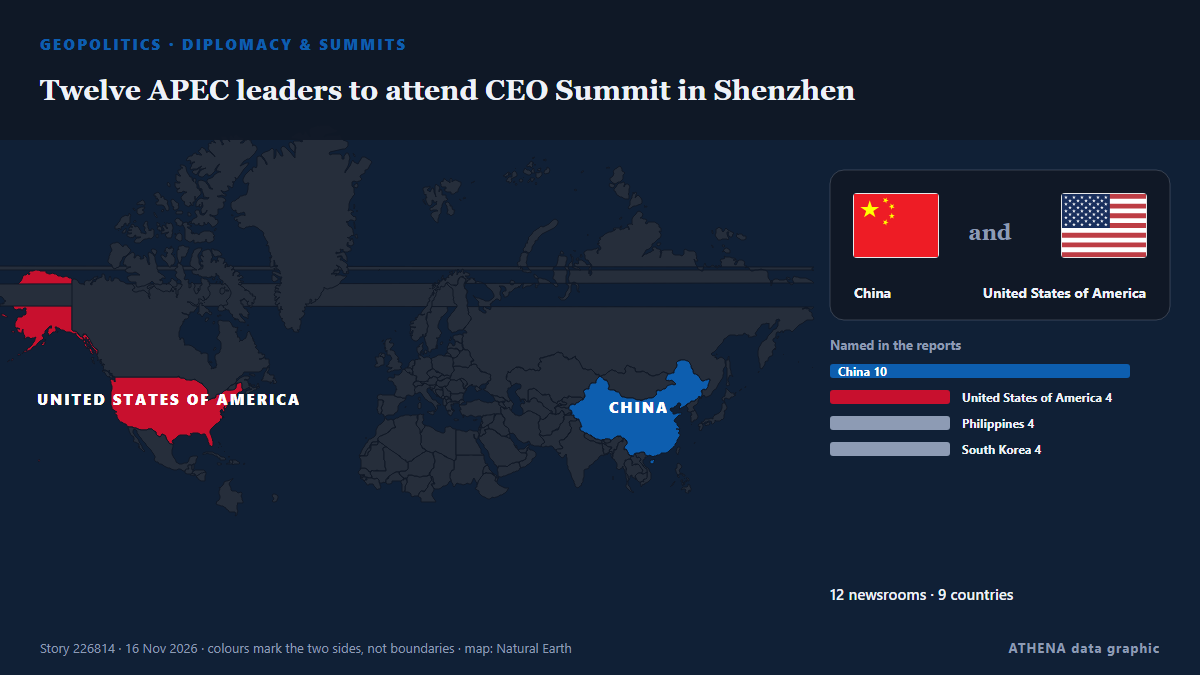 GEOPOLITICS · DIPLOMACY & SUMMITS
Twelve APEC leaders to attend CEO Summit in Shenzhen
and
China
United States of America
Named in the reports
China 10
United States of America 4
Philippines 4
South Korea 4
UNITED STATES OF AMERICA
CHINA
12 newsrooms · 9 countries
Story 226814 · 16 Nov 2026 · colours mark the two sides, not boundaries · map: Natural Earth
ATHENA data graphic